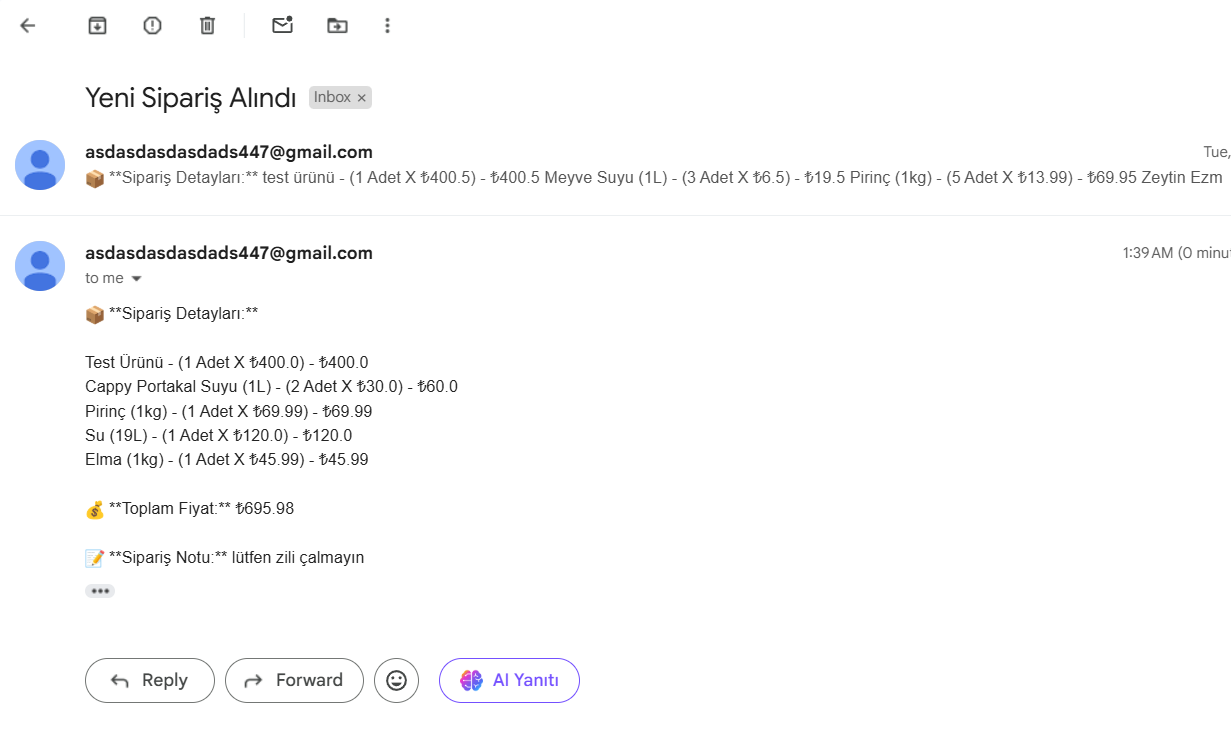 Yeni Sipariş Alındı Inbox ×
asdasdasdasdads447@gmail.com Tue,
📦 **Sipariş Detayları:** test ürünü - (1 Adet X ₺400.5) - ₺400.5 Meyve Suyu (1L) - (3 Adet X ₺6.5) - ₺19.5 Pirinç (1kg) - (5 Adet X ₺13.99) - ₺69.95 Zeytin Ezm
asdasdasdasdads447@gmail.com 1:39 AM (0 minu
to me
📦 **Sipariş Detayları:**
Test Ürünü - (1 Adet X ₺400.0) - ₺400.0
Cappy Portakal Suyu (1L) - (2 Adet X ₺30.0) - ₺60.0
Pirinç (1kg) - (1 Adet X ₺69.99) - ₺69.99
Su (19L) - (1 Adet X ₺120.0) - ₺120.0
Elma (1kg) - (1 Adet X ₺45.99) - ₺45.99
💰 **Toplam Fiyat:** ₺695.98
📝 **Sipariş Notu:** lütfen zili çalmayın
Reply Forward AI Yanıtı